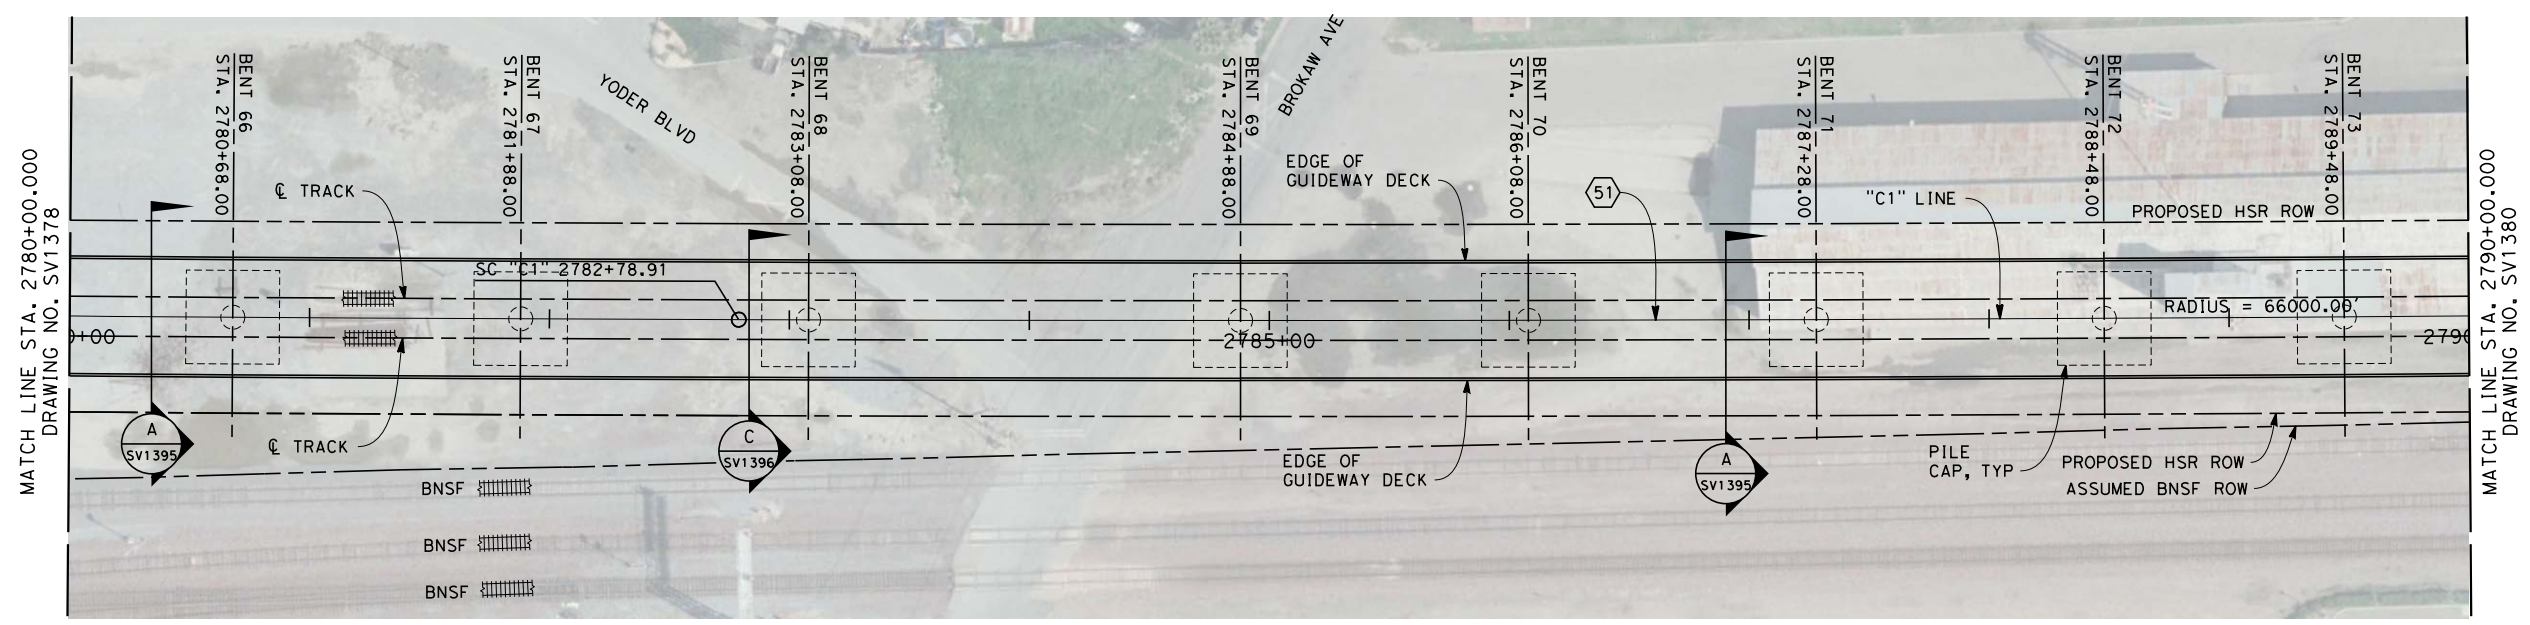 MATCH LINE STA. 2780+00.000
DRAWING NO. SV1378
BENT 66
STA. 2780+68.00
BENT 67
STA. 2781+88.00
BENT 68
STA. 2783+08.00
BENT 69
STA. 2784+88.00
BENT 70
STA. 2786+08.00
BENT 71
STA. 2787+28.00
BENT 72
STA. 2788+48.00
BENT 73
STA. 2789+48.00
YODER BLVD
BROKAW AVE
℄ TRACK
EDGE OF
GUIDEWAY DECK
51
"C1" LINE
PROPOSED HSR ROW
SC "C1" 2782+78.91
RADIUS = 66000.00'
0+00
2785+00
2790
A
SV1395
℄ TRACK
C
SV1396
EDGE OF
GUIDEWAY DECK
A
SV1395
PILE
CAP, TYP
PROPOSED HSR ROW
ASSUMED BNSF ROW
BNSF
BNSF
BNSF
MATCH LINE STA. 2790+00.000
DRAWING NO. SV1380